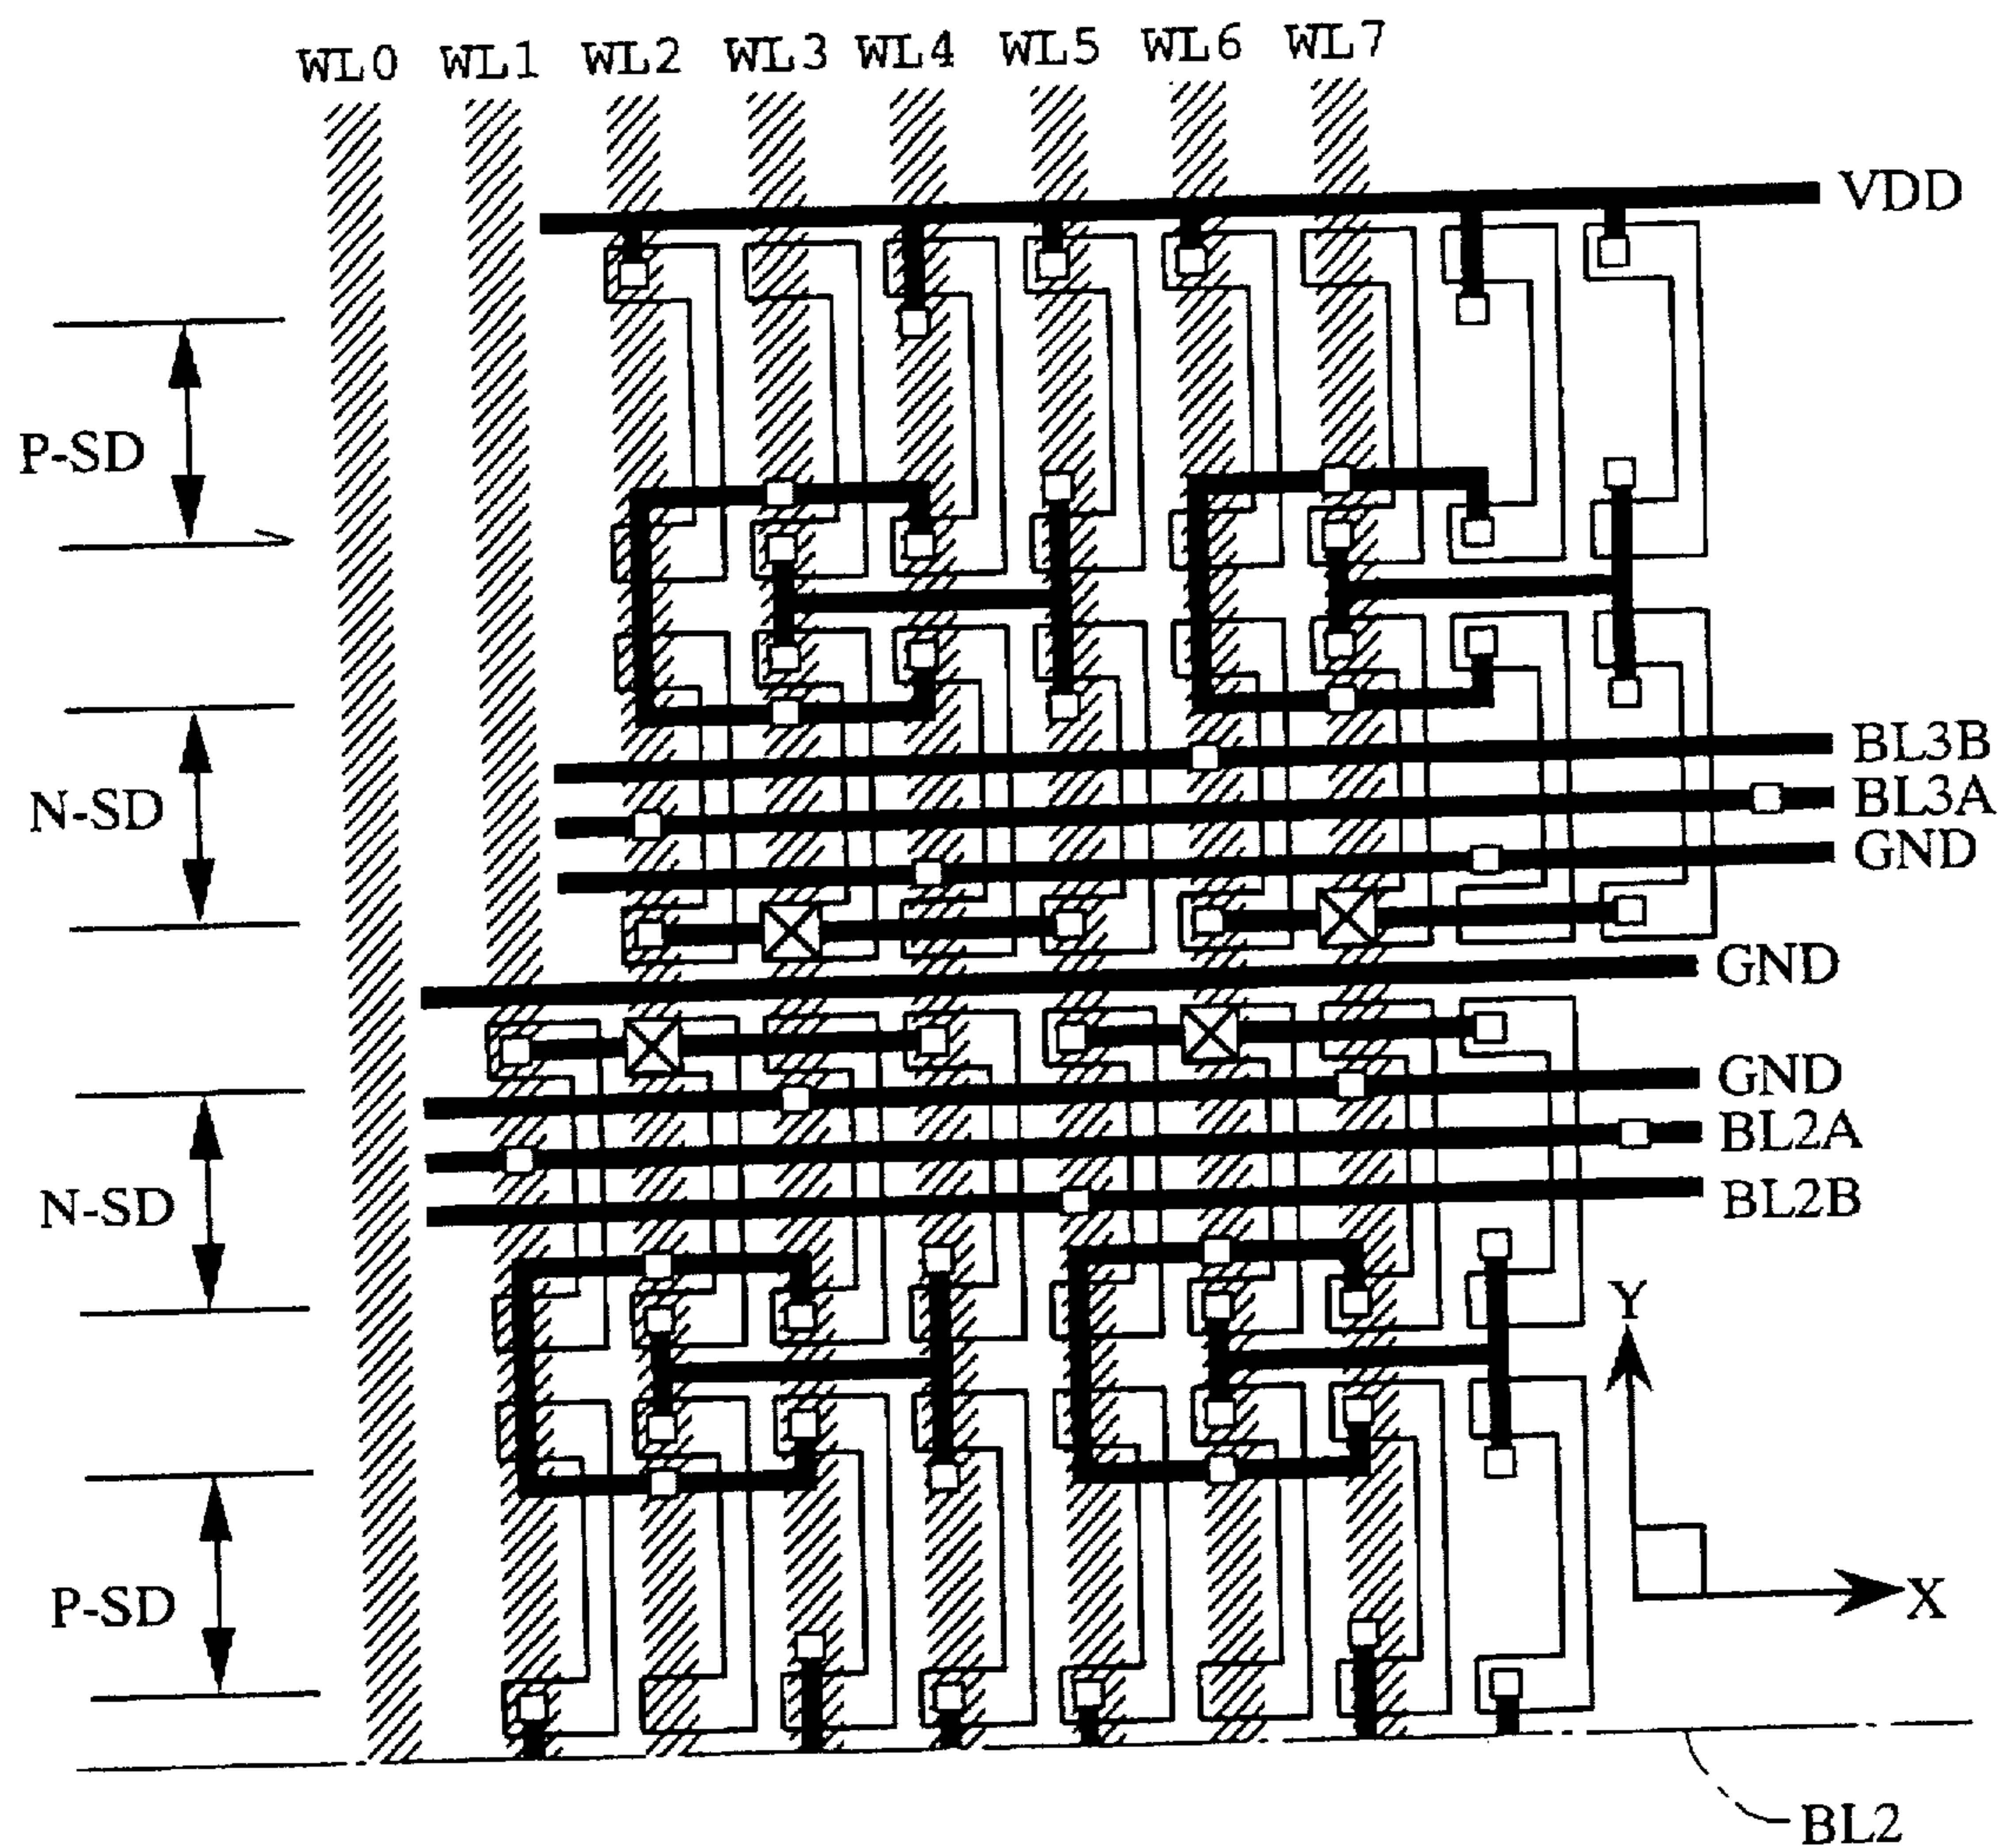 WL0 WL1 WL2 WL3 WL4 WL5 WL6 WL7
VDD
P-SD
BL3B
N-SD
BL3A
GND
GND
GND
BL2A
N-SD
BL2B
Y
P-SD
X
BL2